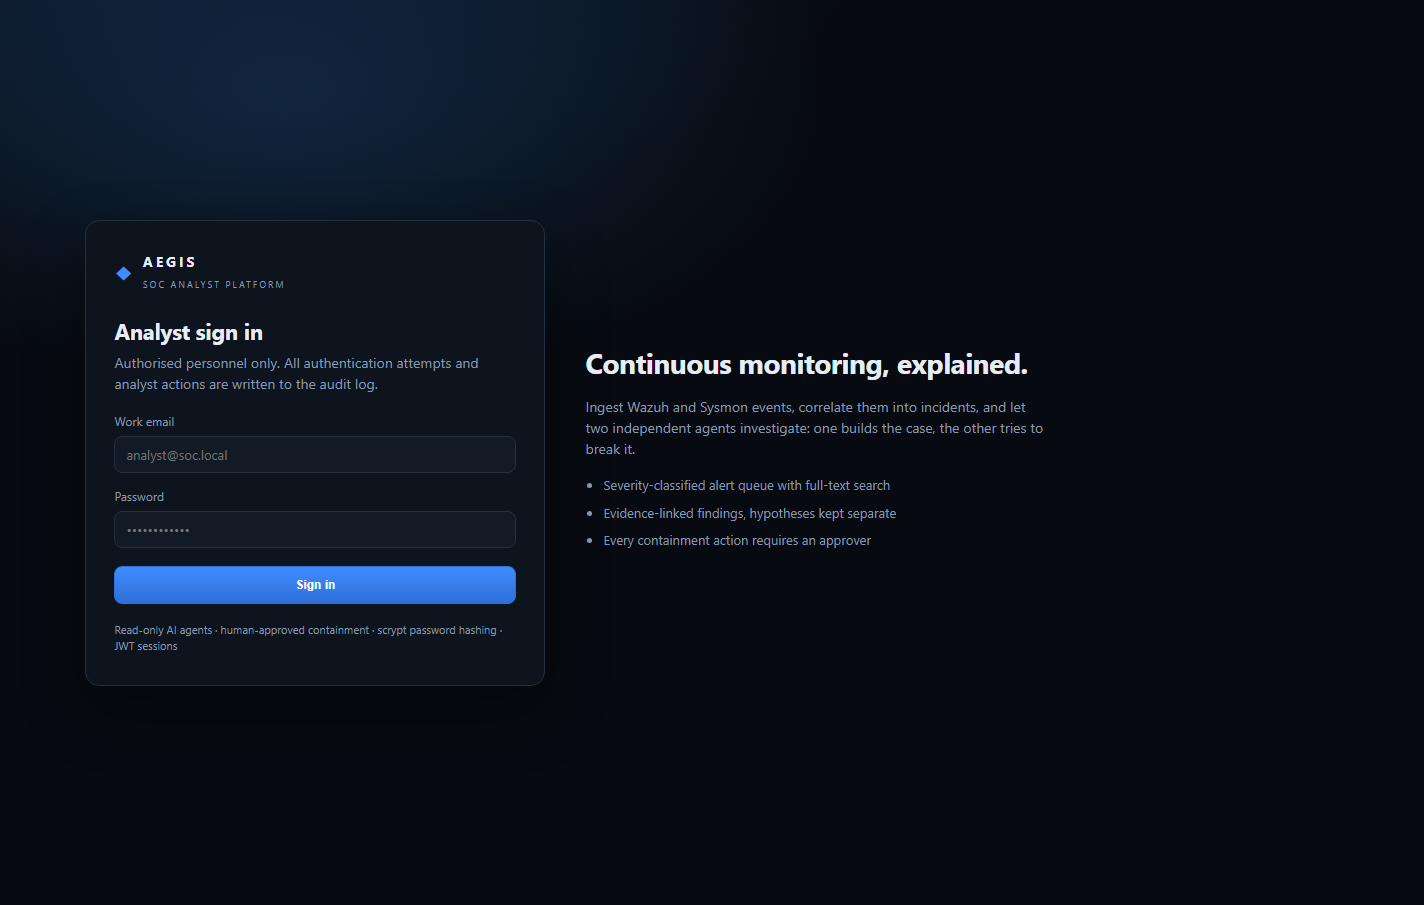 AEGIS
SOC ANALYST PLATFORM
Analyst sign in
Authorised personnel only. All authentication attempts and
analyst actions are written to the audit log.
Work email
analyst@soc.local
Password
••••••••••••
Sign in
Read-only AI agents · human-approved containment · scrypt password hashing ·
JWT sessions
Continuous monitoring, explained.
Ingest Wazuh and Sysmon events, correlate them into incidents, and let
two independent agents investigate: one builds the case, the other tries to
break it.
• Severity-classified alert queue with full-text search
• Evidence-linked findings, hypotheses kept separate
• Every containment action requires an approver